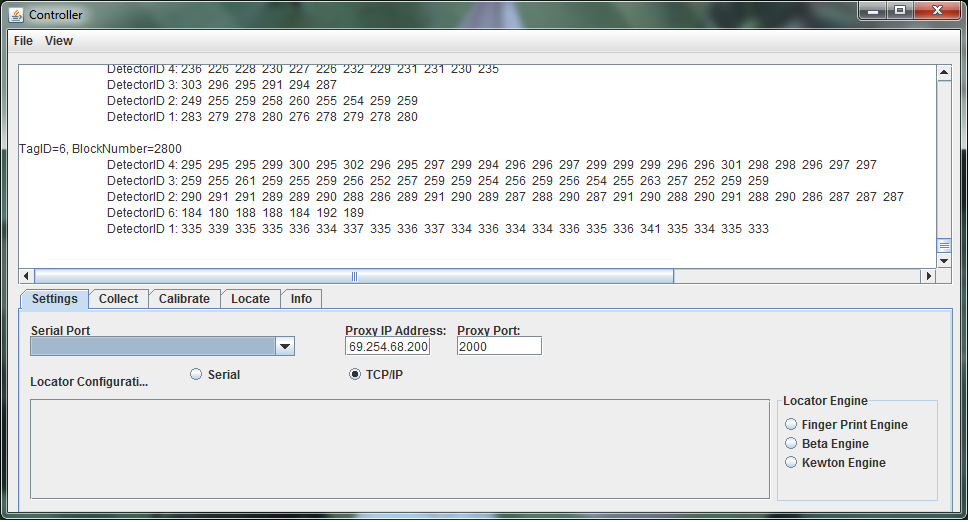 Controller
File View
DetectorID 4: 236 226 228 230 227 226 232 229 231 231 230 235
DetectorID 3: 303 296 295 291 294 287
DetectorID 2: 249 255 259 258 260 255 254 259 259
DetectorID 1: 283 279 278 280 276 278 279 278 280
TagID=6, BlockNumber=2800
DetectorID 4: 295 295 295 299 300 295 302 296 295 297 299 294 296 296 297 299 299 299 296 296 301 298 298 296 297 297
DetectorID 3: 259 255 261 259 255 259 256 252 257 259 259 254 256 259 256 254 255 263 257 252 259 259
DetectorID 2: 290 291 291 289 289 290 288 286 289 291 290 289 287 288 290 287 291 290 288 290 291 288 290 286 287 287 287
DetectorID 6: 184 180 188 188 184 192 189
DetectorID 1: 335 339 335 335 336 334 337 335 336 337 334 336 334 334 336 335 336 341 335 334 335 333
Settings Collect Calibrate Locate Info
Serial Port Proxy IP Address: Proxy Port:
69.254.68.200 2000
Serial TCP/IP
Locator Configurati...
Locator Engine
Finger Print Engine
Beta Engine
Kewton Engine